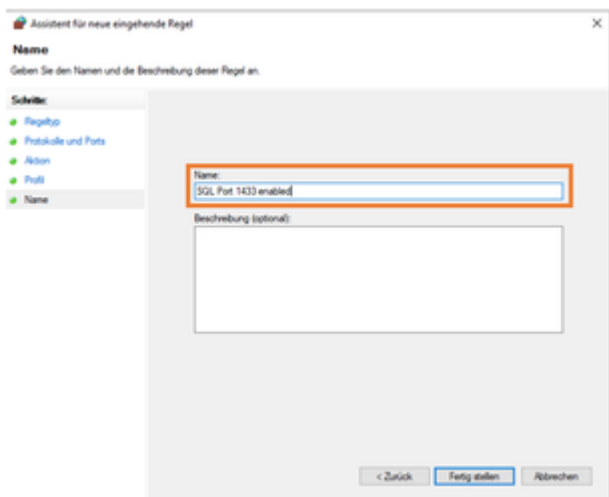 Assistent für neue eingehende Regel
Name
Geben Sie den Namen und die Beschreibung dieser Regel an.
Schritte:
Regeltyp
Protokolle und Ports
Aktion
Profil
Name
Name:
SQL Port 1433 enabled
Beschreibung (optional):
< Zurück
Fertig stellen
Abbrechen